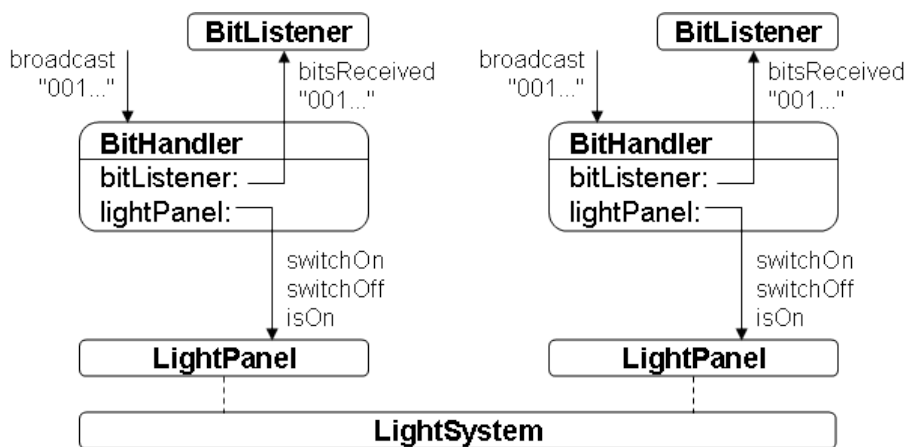 BitListener
broadcast
"001..."
bitsReceived
"001..."
BitHandler
bitListener:
lightPanel:
switchOn
switchOff
isOn
LightPanel
BitListener
broadcast
"001..."
bitsReceived
"001..."
BitHandler
bitListener:
lightPanel:
switchOn
switchOff
isOn
LightPanel
LightSystem